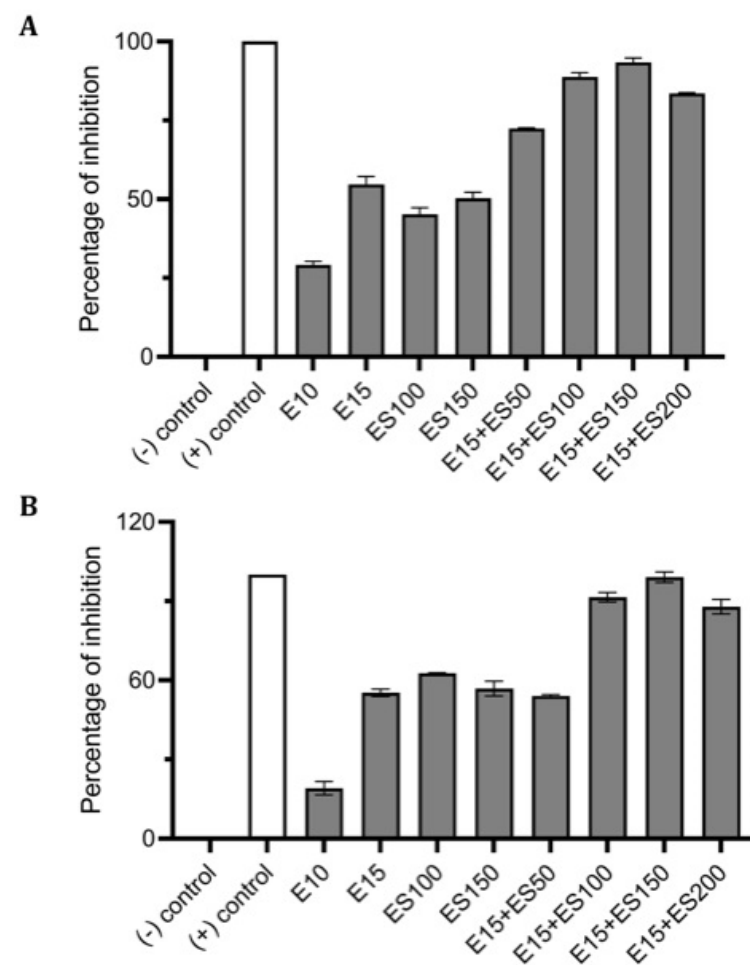 A
Percentage of inhibition
100
50
0
(-) control
(+) control
E10
E15
ES100
ES150
E15+ES50
E15+ES100
E15+ES150
E15+ES200
B
Percentage of inhibition
120
60
0
(-) control
(+) control
E10
E15
ES100
ES150
E15+ES50
E15+ES100
E15+ES150
E15+ES200